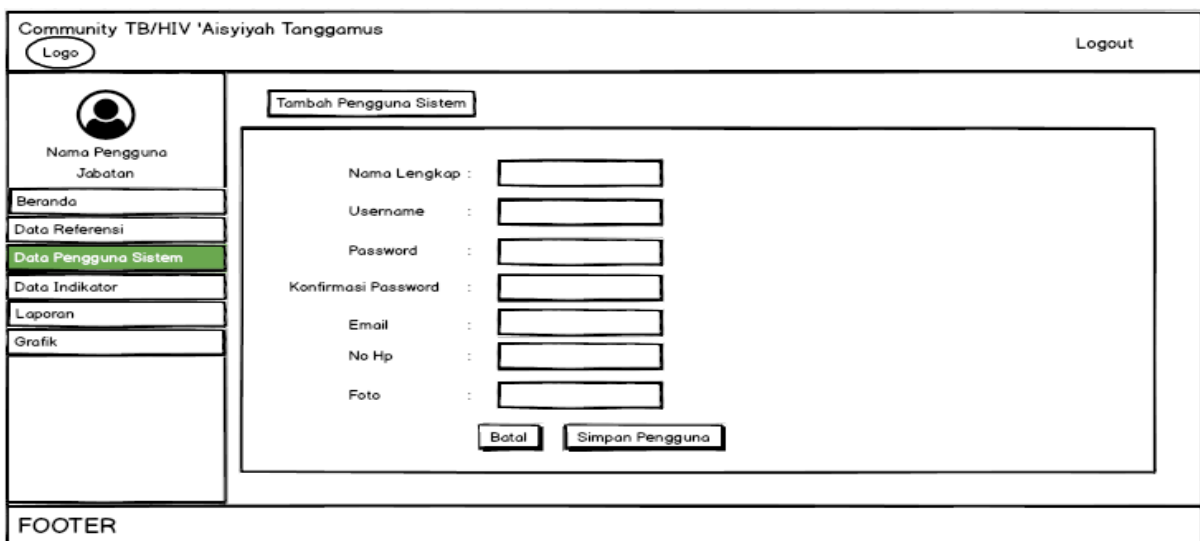 Community TB/HIV 'Aisyiyah Tanggamus
Logo
Logout
Nama Pengguna
Jabatan
Beranda
Data Referensi
Data Pengguna Sistem
Data Indikator
Laporan
Grafik
Tambah Pengguna Sistem
Nama Lengkap :
Username :
Password :
Konfirmasi Password :
Email :
No Hp :
Foto :
Batal Simpan Pengguna
FOOTER